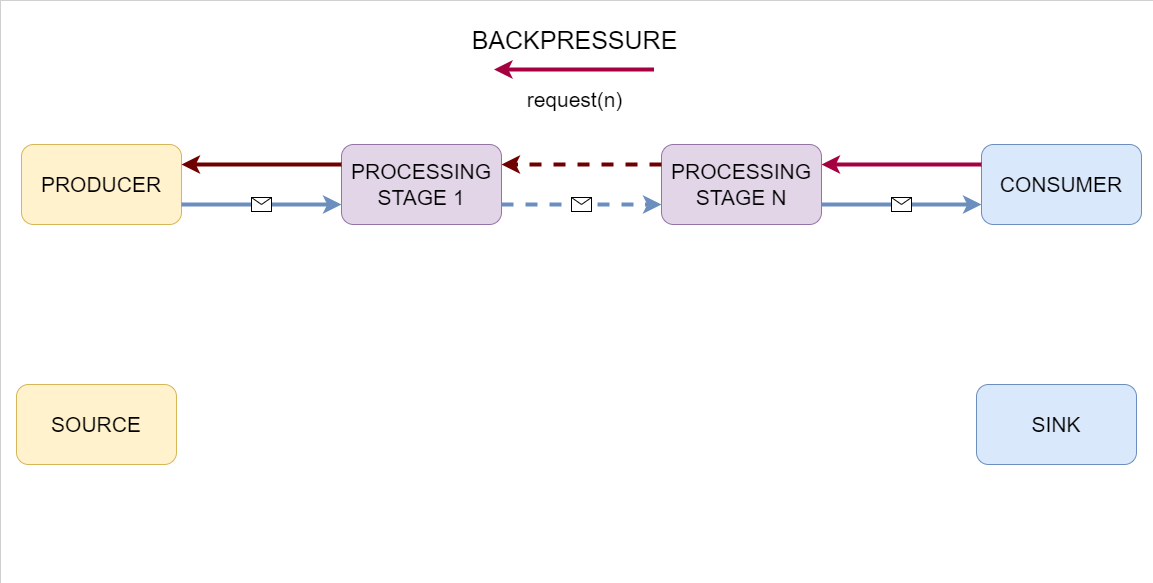 BACKPRESSURE
request(n)
PRODUCER
PROCESSING
STAGE 1
PROCESSING
STAGE N
CONSUMER
SOURCE
SINK